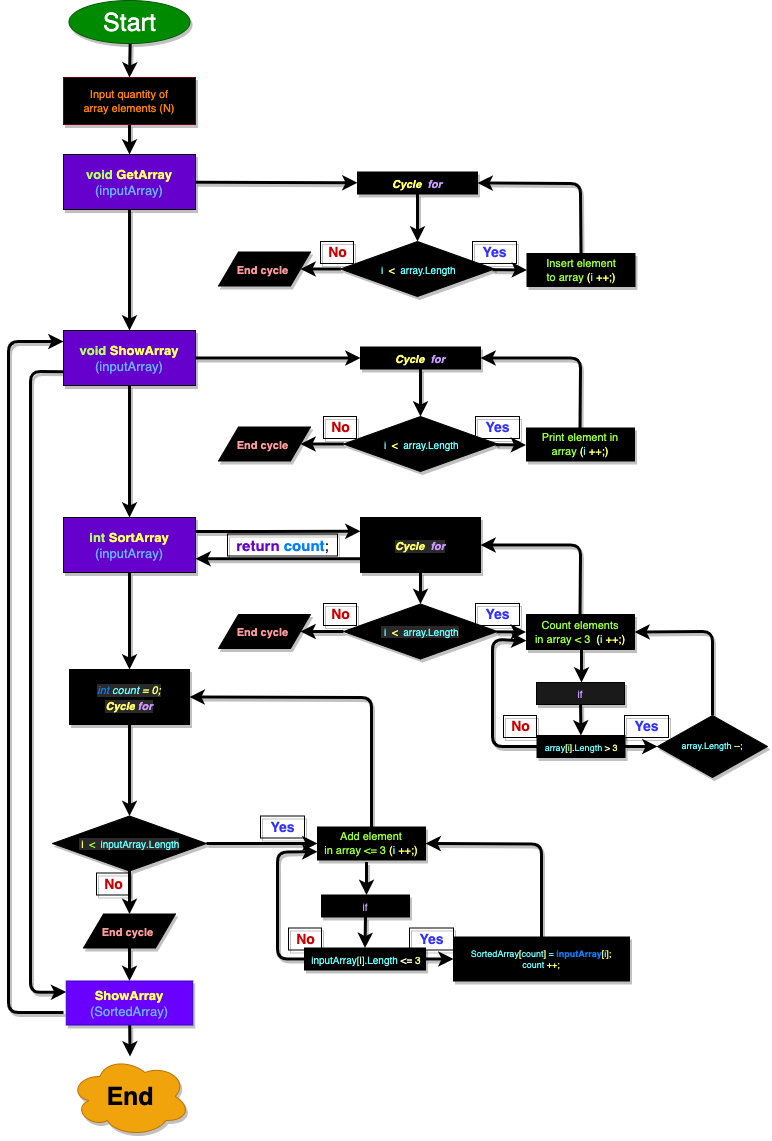 Start
Input quantity of
array elements (N)
void GetArray
(inputArray)
Cycle for
No
Yes
End cycle
i < array.Length
Insert element
to array (i ++;)
void ShowArray
(inputArray)
Cycle for
No
Yes
End cycle
i < array.Length
Print element in
array (i ++;)
int SortArray
(inputArray)
return count;
Cycle for
No
Yes
End cycle
i < array.Length
Count elements
in array < 3 (i ++;)
if
No
Yes
array[i].Length > 3
array.Length --;
int count = 0;
Cycle for
i < inputArray.Length
Yes
Add element
in array <= 3 (i ++;)
if
No
Yes
inputArray[i].Length <= 3
SortedArray[count] = inputArray[i];
count ++;
No
End cycle
ShowArray
(SortedArray)
End